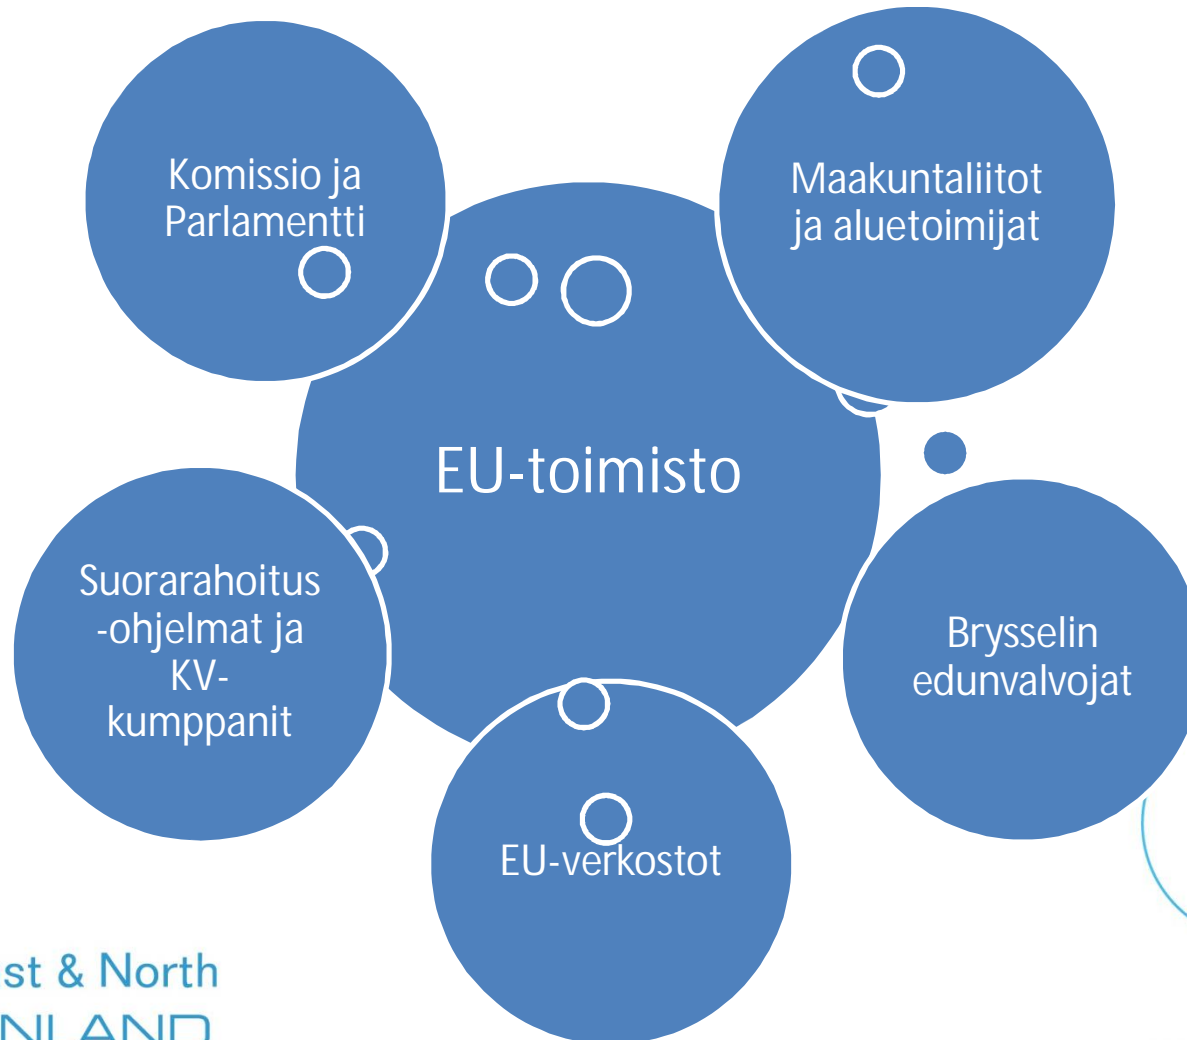 Komissio ja
Parlamentti
Maakuntaliitot
ja aluetoimijat
EU-toimisto
Suorarahoitus
-ohjelmat ja
KV-
kumppanit
Brysselin
edunvalvojat
EU-verkostot
st & North
NLAND